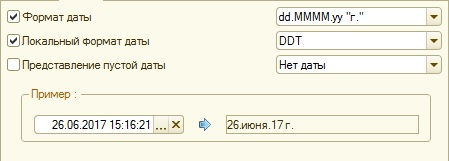 Формат даты dd.MMMM.yy "г."
Локальный формат даты DDT
Представление пустой даты Нет даты
Пример :
26.06.2017 15:16:21 ... × 26.июня.17 г.